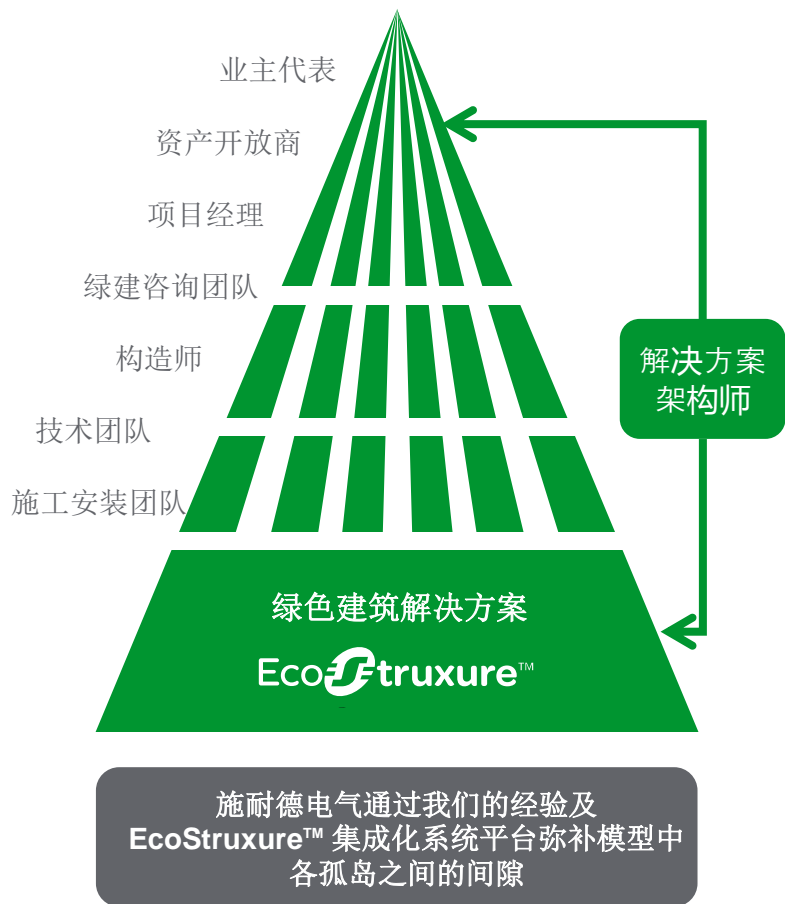 业主代表
资产开放商
项目经理
绿建咨询团队
构造师
技术团队
施工安装团队
解决方案
架构师
绿色建筑解决方案
EcoStruxure™
施耐德电气通过我们的经验及
EcoStruxure™ 集成化系统平台弥补模型中
各孤岛之间的间隙